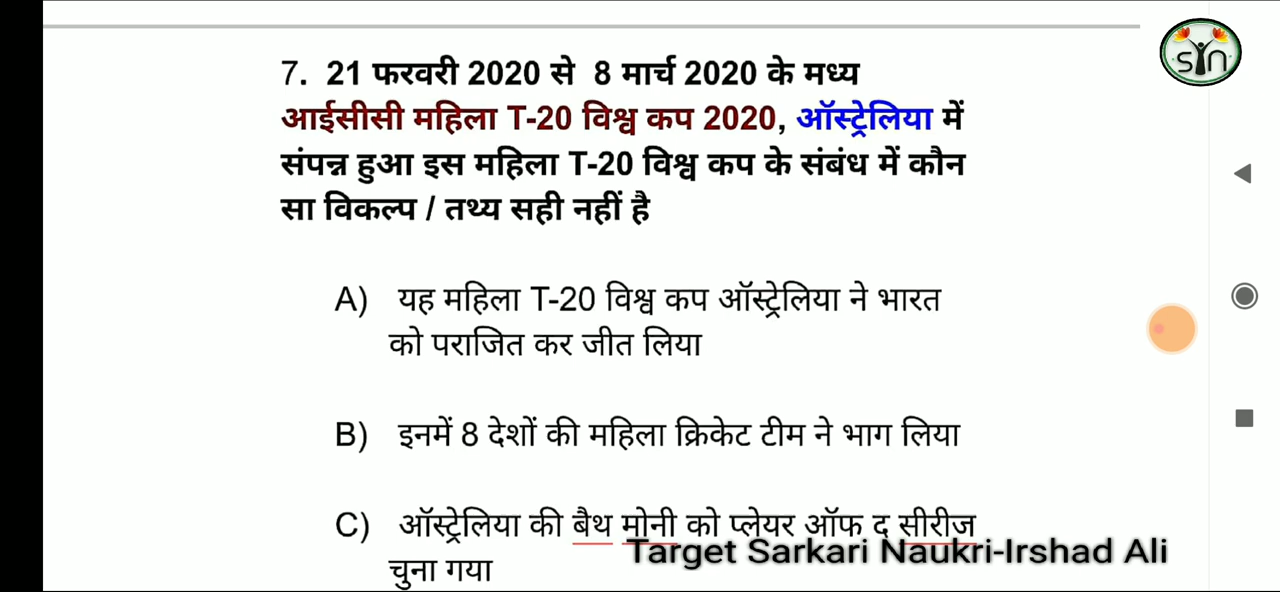 SYN
7. 21 फरवरी 2020 से 8 मार्च 2020 के मध्य
आईसीसी महिला T-20 विश्व कप 2020, ऑस्ट्रेलिया में
संपन्न हुआ इस महिला T-20 विश्व कप के संबंध में कौन
सा विकल्प / तथ्य सही नहीं है
A) यह महिला T-20 विश्व कप ऑस्ट्रेलिया ने भारत
को पराजित कर जीत लिया
B) इनमें 8 देशों की महिला क्रिकेट टीम ने भाग लिया
C) ऑस्ट्रेलिया की बैथ मोनी को प्लेयर ऑफ द सीरीज
चुना गया
Target Sarkari Naukri-Irshad Ali